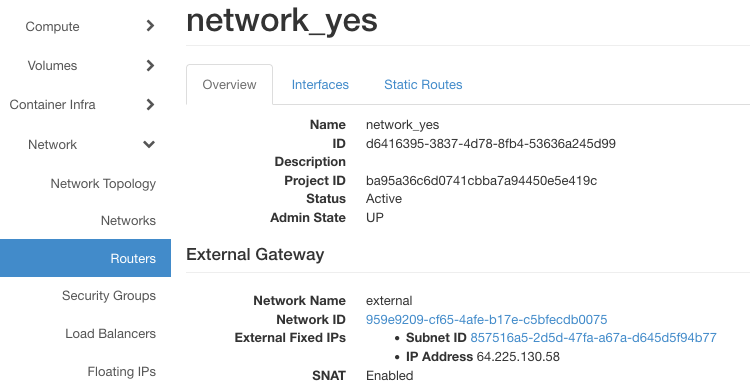 network_yes
Compute
Volumes
Container Infra
Network
Network Topology
Networks
Routers
Security Groups
Load Balancers
Floating IPs
Overview Interfaces Static Routes
Name network_yes
ID d6416395-3837-4d78-8fb4-53636a245d99
Description
Project ID ba95a36c6d0741cbba7a94450e5e419c
Status Active
Admin State UP
External Gateway
Network Name external
Network ID 959e9209-cf65-4afe-b17e-c5bfecdb0075
External Fixed IPs • Subnet ID 857516a5-2d5d-47fa-a67a-d645d5f94b77
• IP Address 64.225.130.58
SNAT Enabled